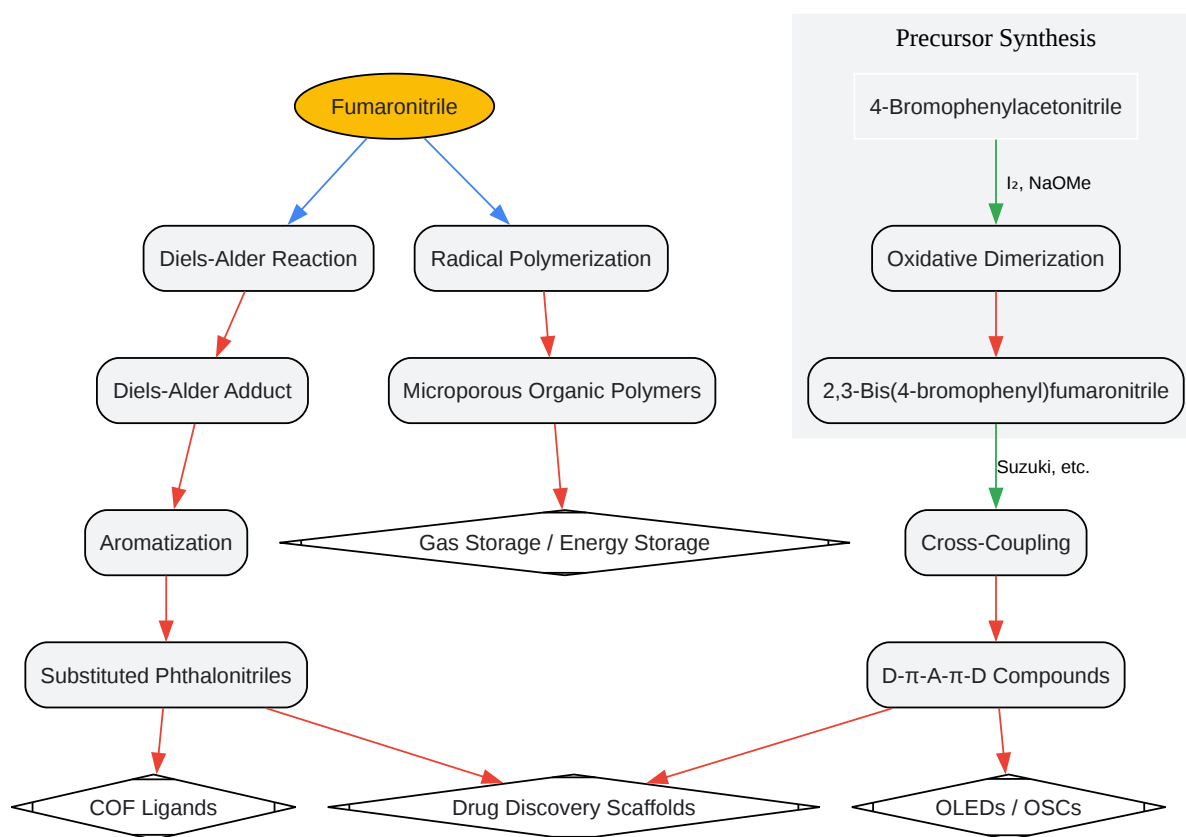 Precursor Synthesis
Fumaronitrile
4-Bromophenylacetonitrile
I₂, NaOMe
Diels-Alder Reaction
Radical Polymerization
Oxidative Dimerization
Diels-Alder Adduct
Microporous Organic Polymers
2,3-Bis(4-bromophenyl)fumaronitrile
Suzuki, etc.
Aromatization
Gas Storage / Energy Storage
Cross-Coupling
Substituted Phthalonitriles
D-π-A-π-D Compounds
COF Ligands
Drug Discovery Scaffolds
OLEDs / OSCs